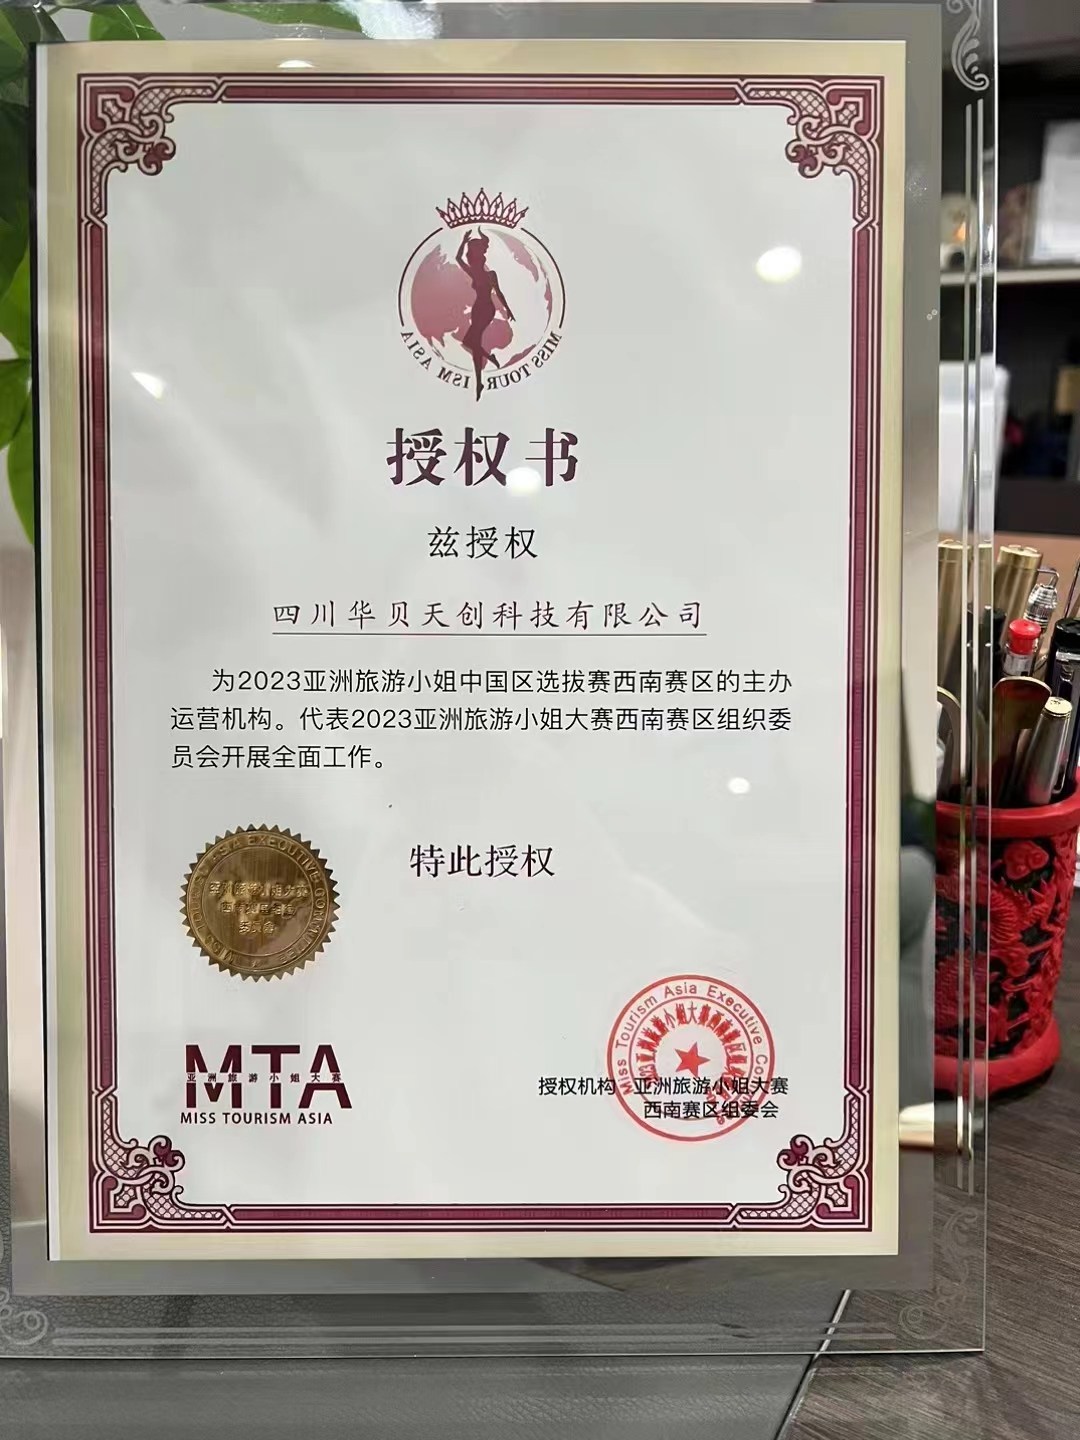 MISS TOUR ISM ASIA
授权书
兹授权
四川华贝天创科技有限公司
为2023亚洲旅游小姐中国区选拔赛西南赛区的主办
运营机构。代表2023亚洲旅游小姐大赛西南赛区组织委
员会开展全面工作。
特此授权
MTA
亚洲旅游小姐大赛
MISS TOURISM ASIA
Miss Tourism Asia Executive
授权机构 亚洲旅游小姐大赛
西南赛区组委会